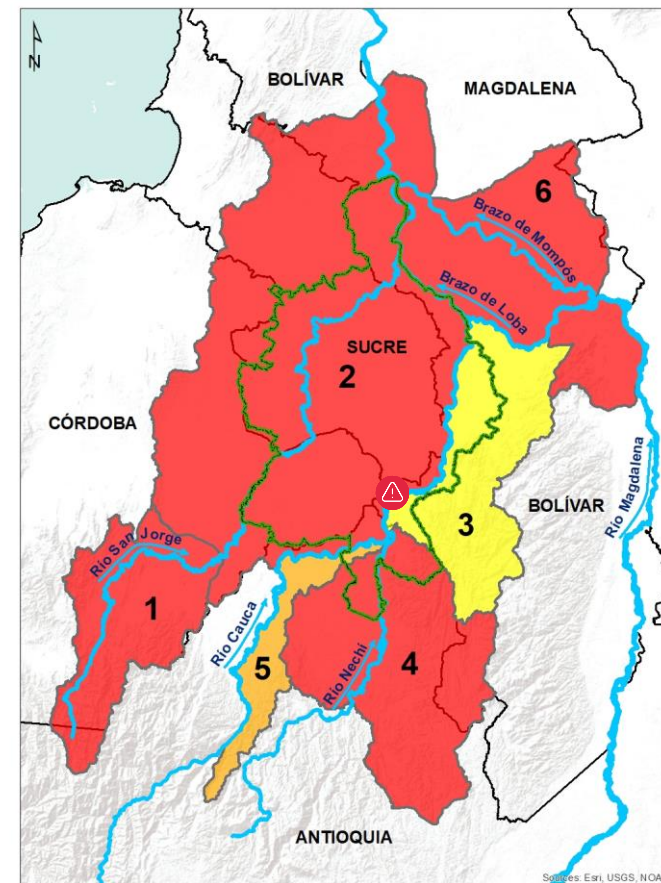 N
BOLÍVAR
MAGDALENA
6
Brazo de Mompós
Brazo de Loba
SUCRE
2
CÓRDOBA
BOLÍVAR
Río Magdalena
3
Río San Jorge
1
Río Cauca
5
Río Nechí
4
ANTIOQUIA
Sources: Esri, USGS, NOA